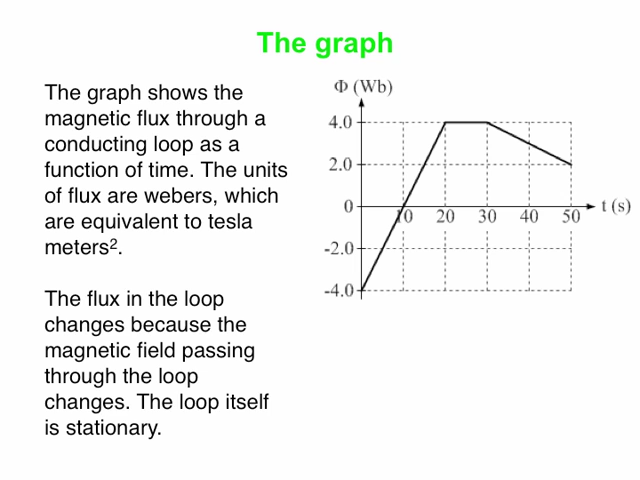 The graph
The graph shows the
magnetic flux through a
conducting loop as a
function of time. The units
of flux are webers, which
are equivalent to tesla
meters².
The flux in the loop
changes because the
magnetic field passing
through the loop
changes. The loop itself
is stationary.
Φ (Wb)
4.0
2.0
0
-2.0
-4.0
10 20 30 40 50 t (s)